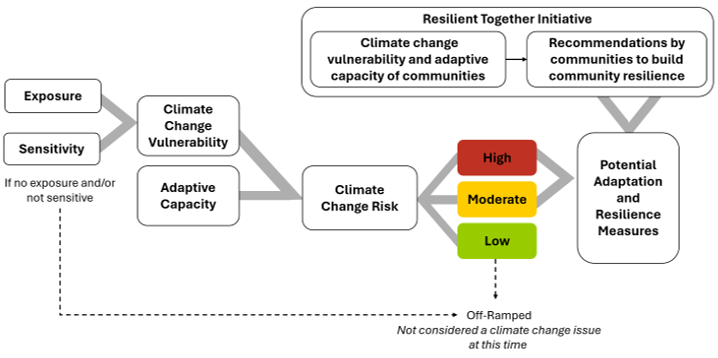 Resilient Together Initiative
Climate change
vulnerability and adaptive
capacity of communities
Recommendations by
communities to build
community resilience
Exposure
Sensitivity
If no exposure and/or
not sensitive
Climate
Change
Vulnerability
Adaptive
Capacity
Climate
Change Risk
High
Moderate
Low
Potential
Adaptation
and
Resilience
Measures
Off-Ramped
Not considered a climate change issue
at this time